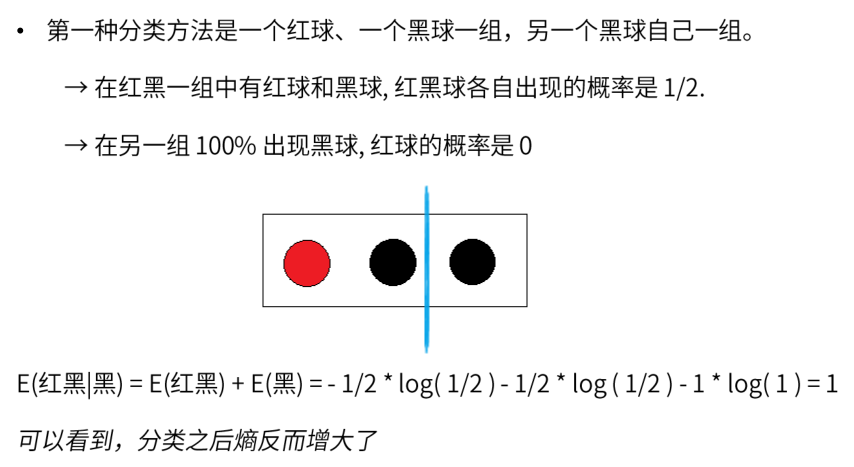 • 第一种分类方法是一个红球、一个黑球一组，另一个黑球自己一组。
→ 在红黑一组中有红球和黑球, 红黑球各自出现的概率是 1/2.
→ 在另一组 100% 出现黑球, 红球的概率是 0
E(红黑|黑) = E(红黑) + E(黑) = - 1/2 * log( 1/2 ) - 1/2 * log ( 1/2 ) - 1 * log( 1 ) = 1
可以看到，分类之后熵反而增大了